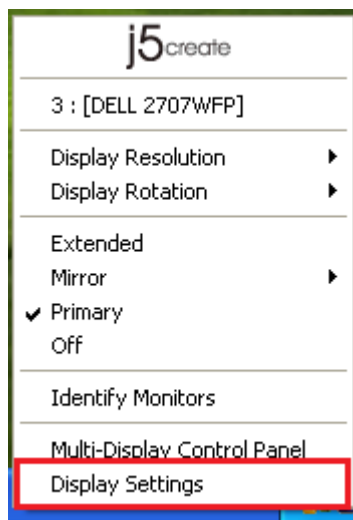 j5create
3 : [DELL 2707WFP]
Display Resolution
Display Rotation
Extended
Mirror
Primary
Off
Identify Monitors
Multi-Display Control Panel
Display Settings